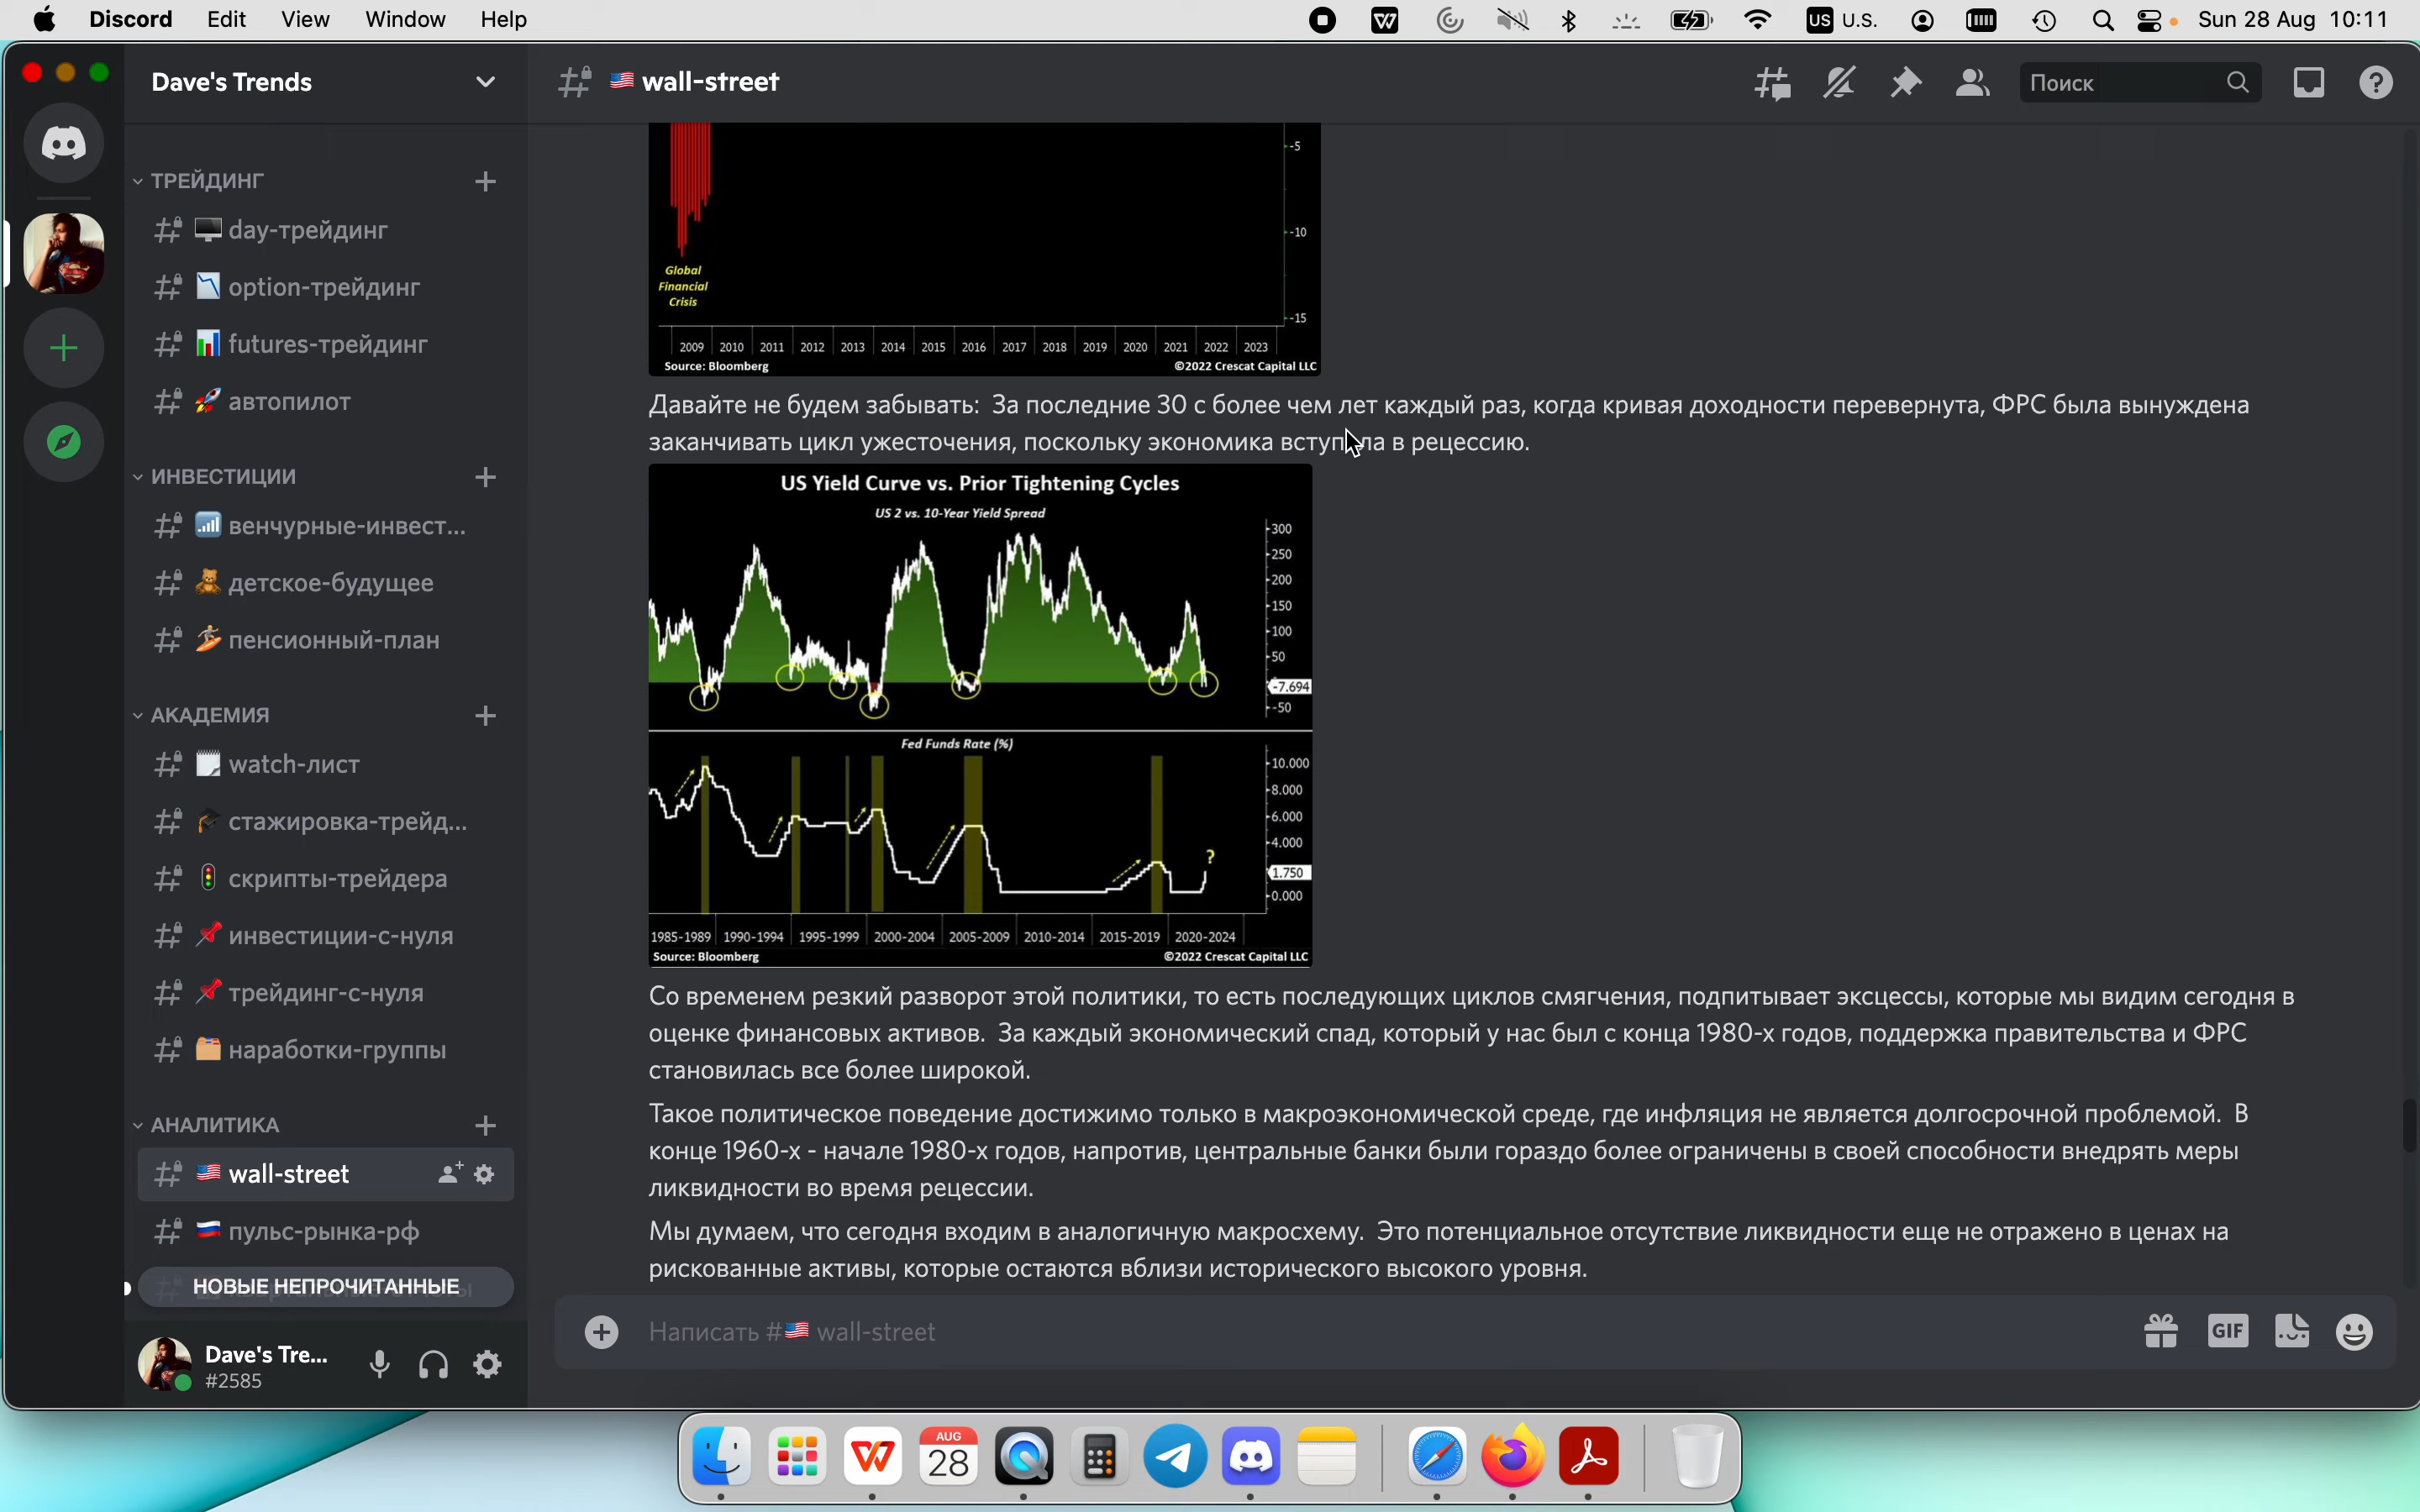 Discord Edit View Window Help
US U.S.
Sun 28 Aug 10:11
Dave's Trends
wall-street
Поиск
ТРЕЙДИНГ
day-трейдинг
option-трейдинг
futures-трейдинг
автопилот
ИНВЕСТИЦИИ
венчурные-инвест...
детское-будущее
пенсионный-план
АКАДЕМИЯ
watch-лист
стажировка-трейд...
скрипты-трейдера
инвестиции-с-нуля
трейдинг-с-нуля
наработки-группы
АНАЛИТИКА
wall-street
пульс-рынка-рф
НОВЫЕ НЕПРОЧИТАННЫЕ
Dave's Tre...
#2585
-5
-10
-15
Global
Financial
Crisis
2009 2010 2011 2012 2013 2014 2015 2016 2017 2018 2019 2020 2021 2022 2023
Source: Bloomberg ©2022 Crescat Capital LLC
Давайте не будем забывать: За последние 30 с более чем лет каждый раз, когда кривая доходности перевернута, ФРС была вынуждена
заканчивать цикл ужесточения, поскольку экономика вступила в рецессию.
US Yield Curve vs. Prior Tightening Cycles
US 2 vs. 10-Year Yield Spread
300
250
200
150
100
50
-7.694
-50
Fed Funds Rate (%)
10.000
8.000
6.000
4.000
?
1.750
0.000
1985-1989 1990-1994 1995-1999 2000-2004 2005-2009 2010-2014 2015-2019 2020-2024
Source: Bloomberg ©2022 Crescat Capital LLC
Со временем резкий разворот этой политики, то есть последующих циклов смягчения, подпитывает эксцессы, которые мы видим сегодня в
оценке финансовых активов. За каждый экономический спад, который у нас был с конца 1980-х годов, поддержка правительства и ФРС
становилась все более широкой.
Такое политическое поведение достижимо только в макроэкономической среде, где инфляция не является долгосрочной проблемой. В
конце 1960-х - начале 1980-х годов, напротив, центральные банки были гораздо более ограничены в своей способности внедрять меры
ликвидности во время рецессии.
Мы думаем, что сегодня входим в аналогичную макросхему. Это потенциальное отсутствие ликвидности еще не отражено в ценах на
рискованные активы, которые остаются вблизи исторического высокого уровня.
Написать # wall-street
GIF
AUG
28